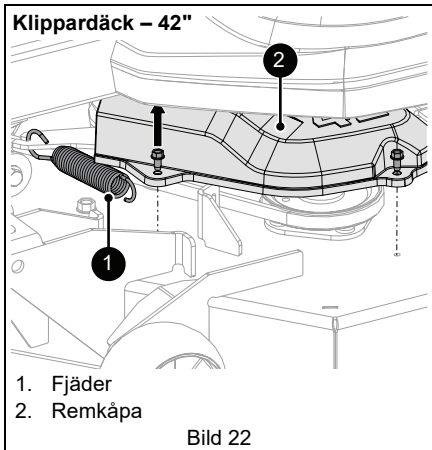 Klippardäck – 42"
2
1
1. Fjäder
2. Remkåpa
Bild 22